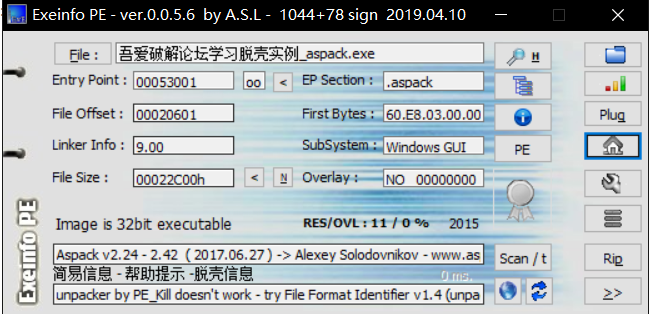 Exeinfo PE - ver.0.0.5.6 by A.S.L - 1044+78 sign 2019.04.10
File : 吾爱破解论坛学习脱壳实例_aspack.exe H
Entry Point : 00053001 oo < EP Section : .aspack
File Offset : 00020601 First Bytes : 60.E8.03.00.00 Plug
Linker Info : 9.00 SubSystem : Windows GUI PE
File Size : 00022C00h < N Overlay : NO 00000000
Image is 32bit executable RES/OVL : 11 / 0 % 2015
Aspack v2.24 - 2.42 ( 2017.06.27 ) -> Alexey Solodovnikov - www.as Scan / t Rip
简易信息 - 帮助提示 -脱壳信息 0 ms.
unpacker by PE_Kill doesn't work - try File Format Identifier v1.4 (unpa >>
Exeinfo PE